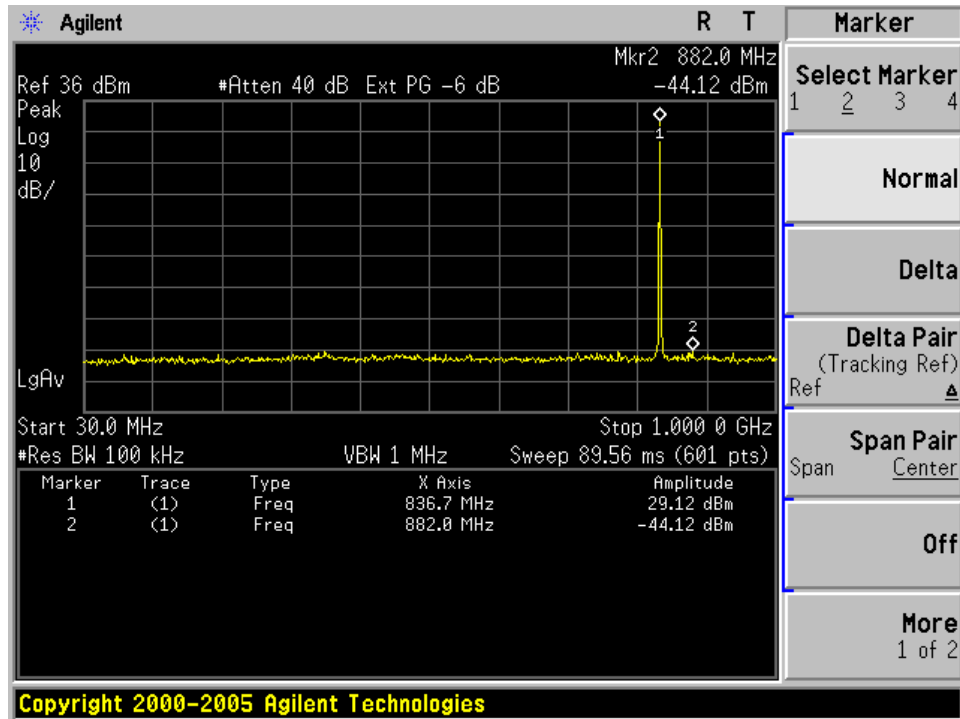 Agilent R T
Mkr2 882.0 MHz
Ref 36 dBm #Atten 40 dB Ext PG -6 dB -44.12 dBm
Peak
Log
10
dB/
1
2
LgAv
Start 30.0 MHz Stop 1.000 0 GHz
#Res BW 100 kHz VBW 1 MHz Sweep 89.56 ms (601 pts)
Marker Trace Type X Axis Amplitude
1 (1) Freq 836.7 MHz 29.12 dBm
2 (1) Freq 882.0 MHz -44.12 dBm
Marker
Select Marker
1 2 3 4
Normal
Delta
Delta Pair
(Tracking Ref)
Ref Δ
Span Pair
Span Center
Off
More
1 of 2
Copyright 2000-2005 Agilent Technologies